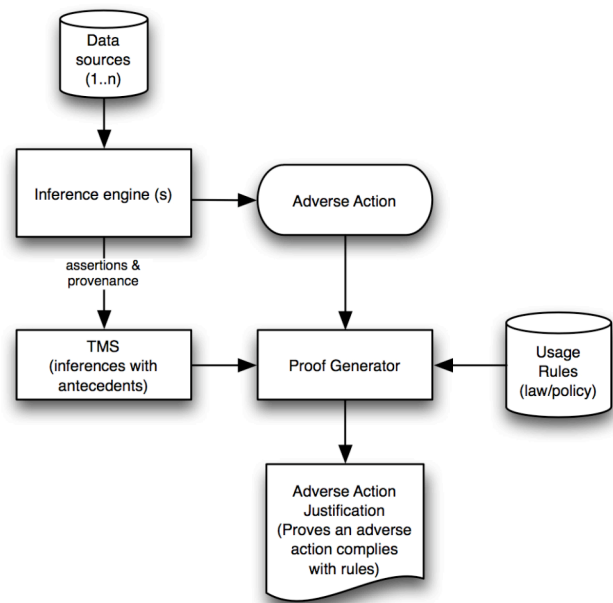 Data
sources
(1..n)
Inference engine (s)
Adverse Action
assertions &
provenance
TMS
(inferences with
antecedents)
Proof Generator
Usage
Rules
(law/policy)
Adverse Action
Justification
(Proves an adverse
action complies
with rules)